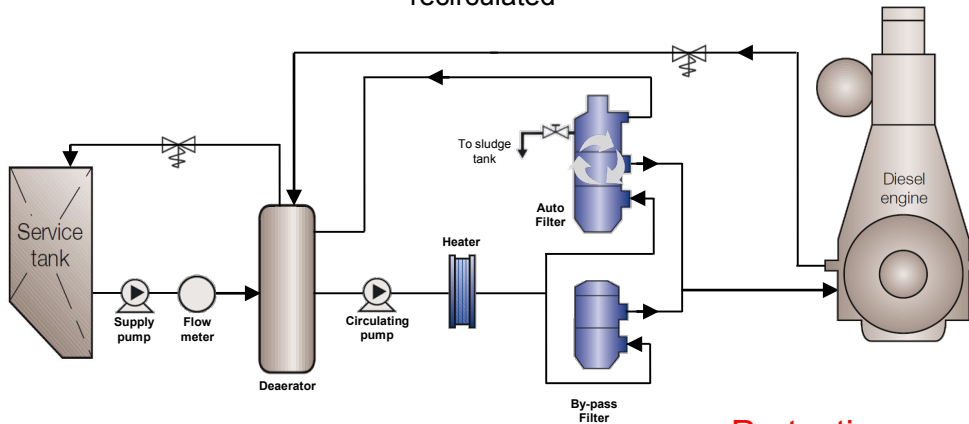 recirculated
To sludge
tank
Auto
Filter
Diesel
engine
Service
tank
Heater
Supply
pump
Flow
meter
Circulating
pump
Deaerator
By-pass
Filter